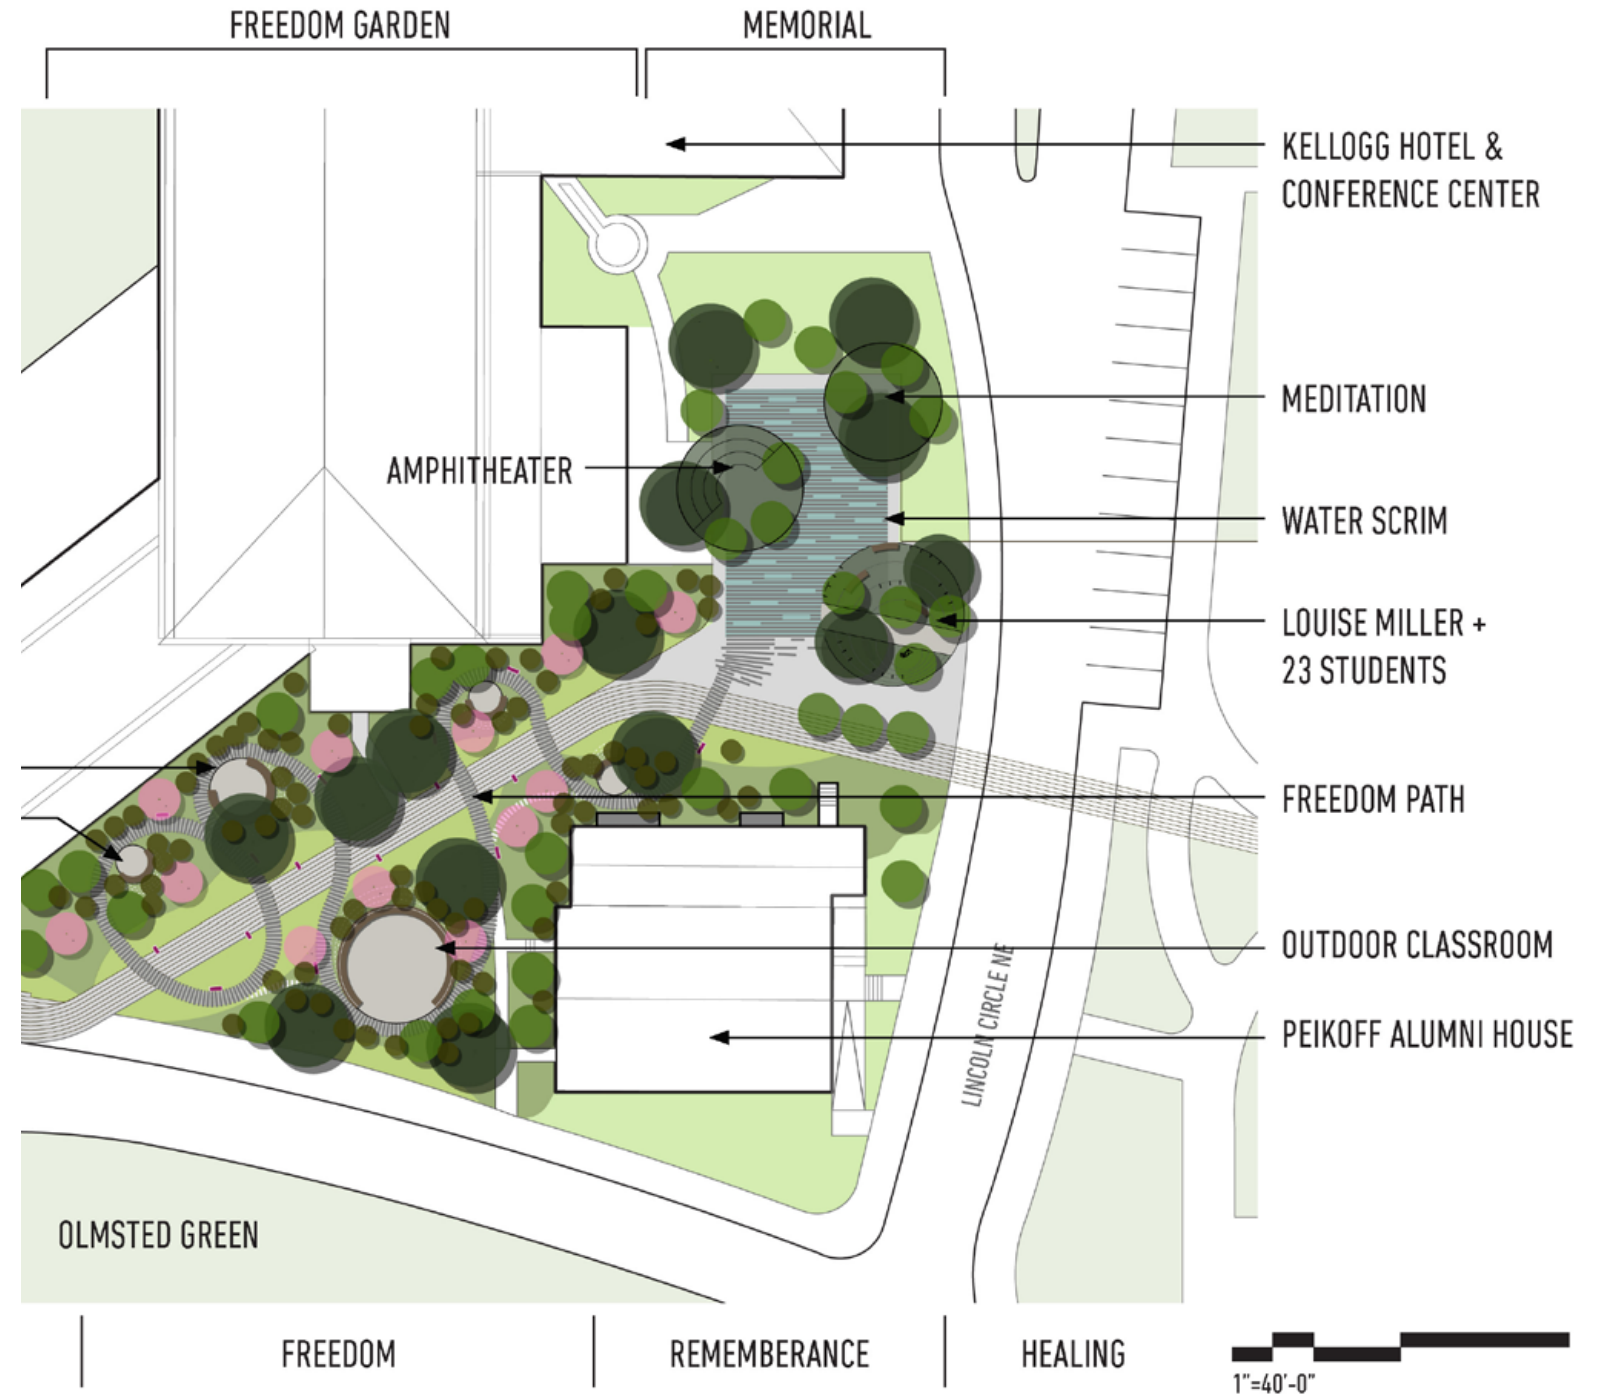 FREEDOM GARDEN
MEMORIAL
KELLOGG HOTEL &
CONFERENCE CENTER
MEDITATION
AMPHITHEATER
WATER SCRIM
LOUISE MILLER +
23 STUDENTS
FREEDOM PATH
OUTDOOR CLASSROOM
PEIKOFF ALUMNI HOUSE
LINCOLN CIRCLE NE
OLMSTED GREEN
FREEDOM
REMEMBERANCE
HEALING
1"=40'-0"